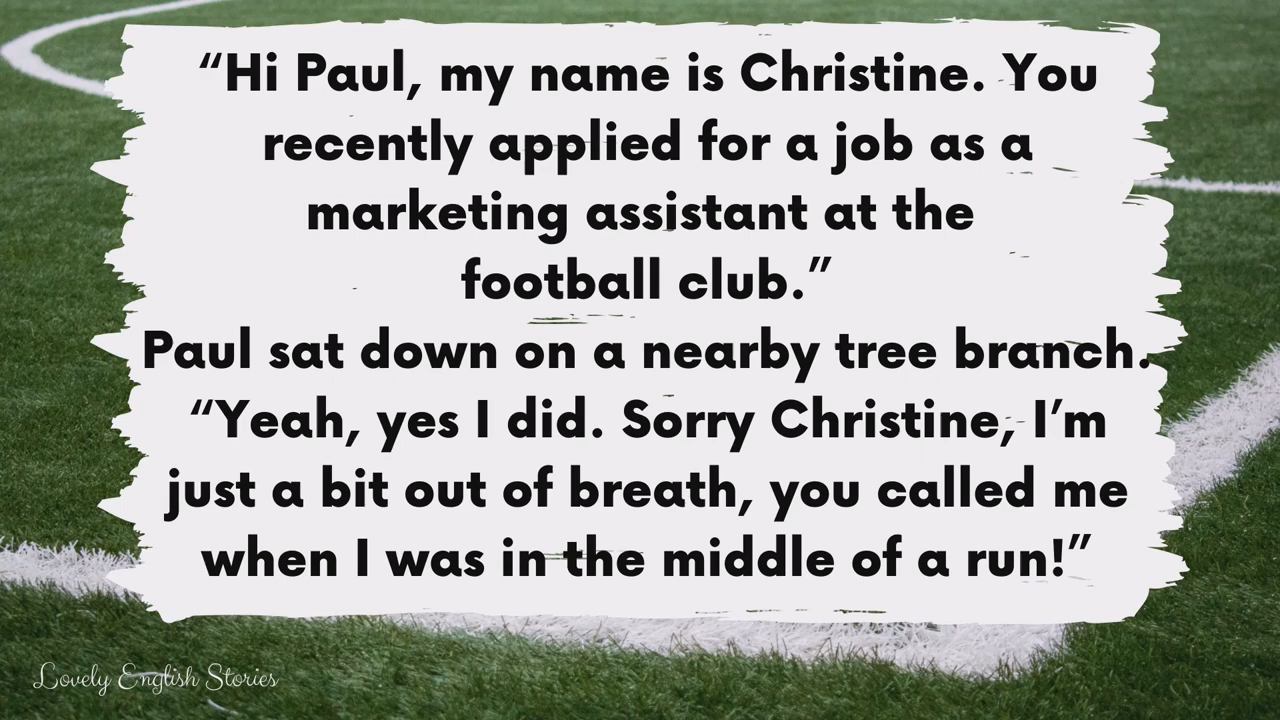 “Hi Paul, my name is Christine. You
recently applied for a job as a
marketing assistant at the
football club.”
Paul sat down on a nearby tree branch.
“Yeah, yes I did. Sorry Christine, I’m
just a bit out of breath, you called me
when I was in the middle of a run!”
Lovely English Stories